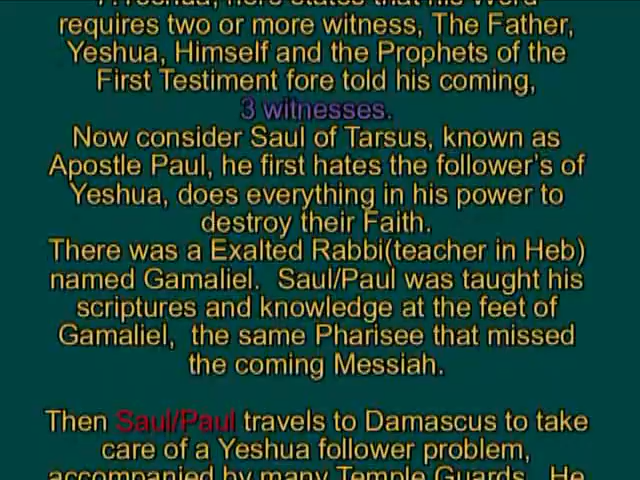 7.Yeshua, here states that his Word
requires two or more witness, The Father,
Yeshua, Himself and the Prophets of the
First Testiment fore told his coming,
3 witnesses.
Now consider Saul of Tarsus, known as
Apostle Paul, he first hates the follower's of
Yeshua, does everything in his power to
destroy their Faith.
There was a Exalted Rabbi(teacher in Heb)
named Gamaliel.  Saul/Paul was taught his
scriptures and knowledge at the feet of
Gamaliel,  the same Pharisee that missed
the coming Messiah.
Then Saul/Paul travels to Damascus to take
care of a Yeshua follower problem,
accompanied by many Temple Guards.  He